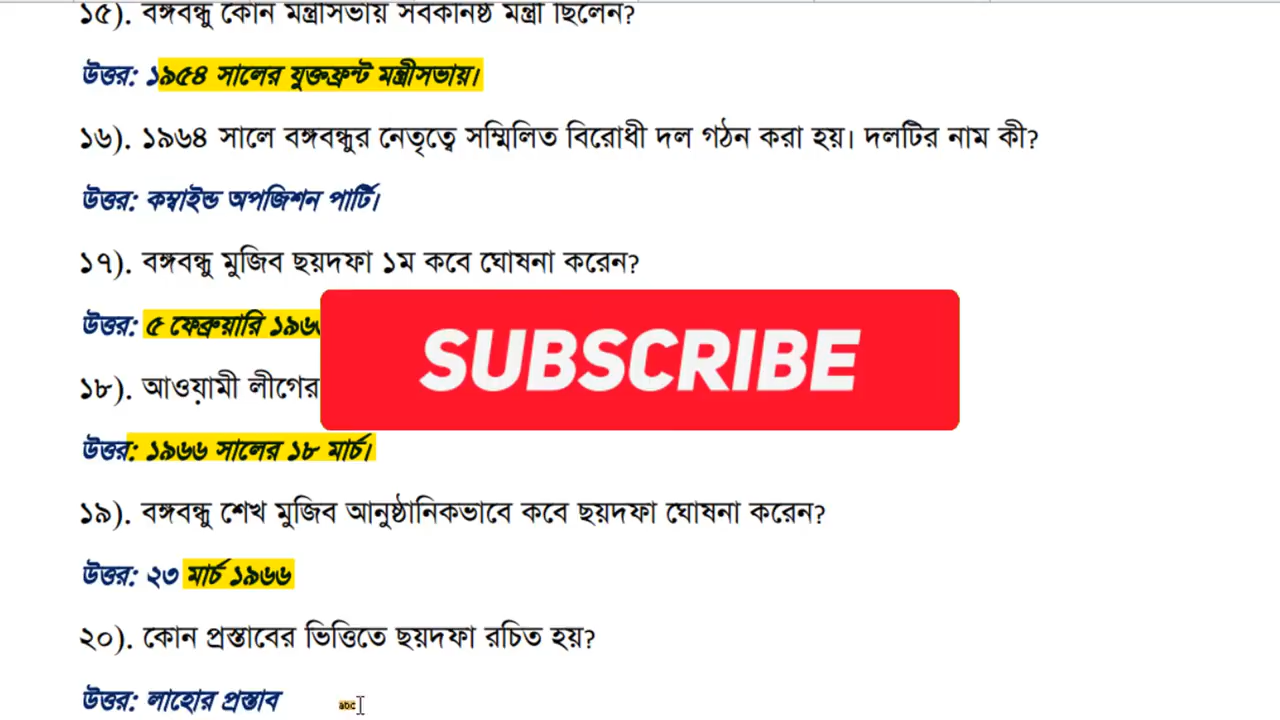 ১৫). বঙ্গবন্ধু কোন মন্ত্রীসভায় সর্বকনিষ্ঠ মন্ত্রী ছিলেন?
উত্তর: ১৯৫৪ সালের যুক্তফ্রন্ট মন্ত্রীসভায়।
১৬). ১৯৬৪ সালে বঙ্গবন্ধুর নেতৃত্বে সম্মিলিত বিরোধী দল গঠন করা হয়। দলটির নাম কী?
উত্তর: কম্বাইন্ড অপজিশন পার্টি।
১৭). বঙ্গবন্ধু মুজিব ছয়দফা ১ম কবে ঘোষনা করেন?
উত্তর: ৫ ফেব্রুয়ারি
SUBSCRIBE
১৮). আওয়ামী লীগের
উত্তর: ১৯৬৬ সালের ১৮ মার্চ।
১৯). বঙ্গবন্ধু শেখ মুজিব আনুষ্ঠানিকভাবে কবে ছয়দফা ঘোষনা করেন?
উত্তর: ২৩ মার্চ ১৯৬৬
২০). কোন প্রস্তাবের ভিত্তিতে ছয়দফা রচিত হয়?
উত্তর: লাহোর প্রস্তাব
abc